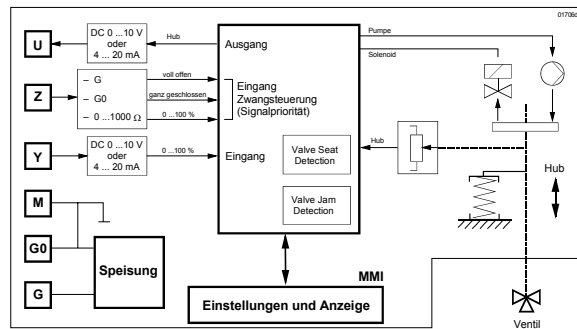 01706d
U
DC 0 ...10 V
oder
4 ... 20 mA
Hub
Ausgang
Pumpe
Solenoid
Z
– G
– G0
– 0 ...1000 Ω
voll offen
ganz geschlossen
0 ...100 %
Eingang
Zwangsteuerung
(Signalpriorität)
Y
DC 0 ...10 V
oder
4 ... 20 mA
0 ...100 %
Eingang
Valve Seat
Detection
Hub
Valve Jam
Detection
Hub
M
G0
G
Speisung
MMI
Einstellungen und Anzeige
Ventil